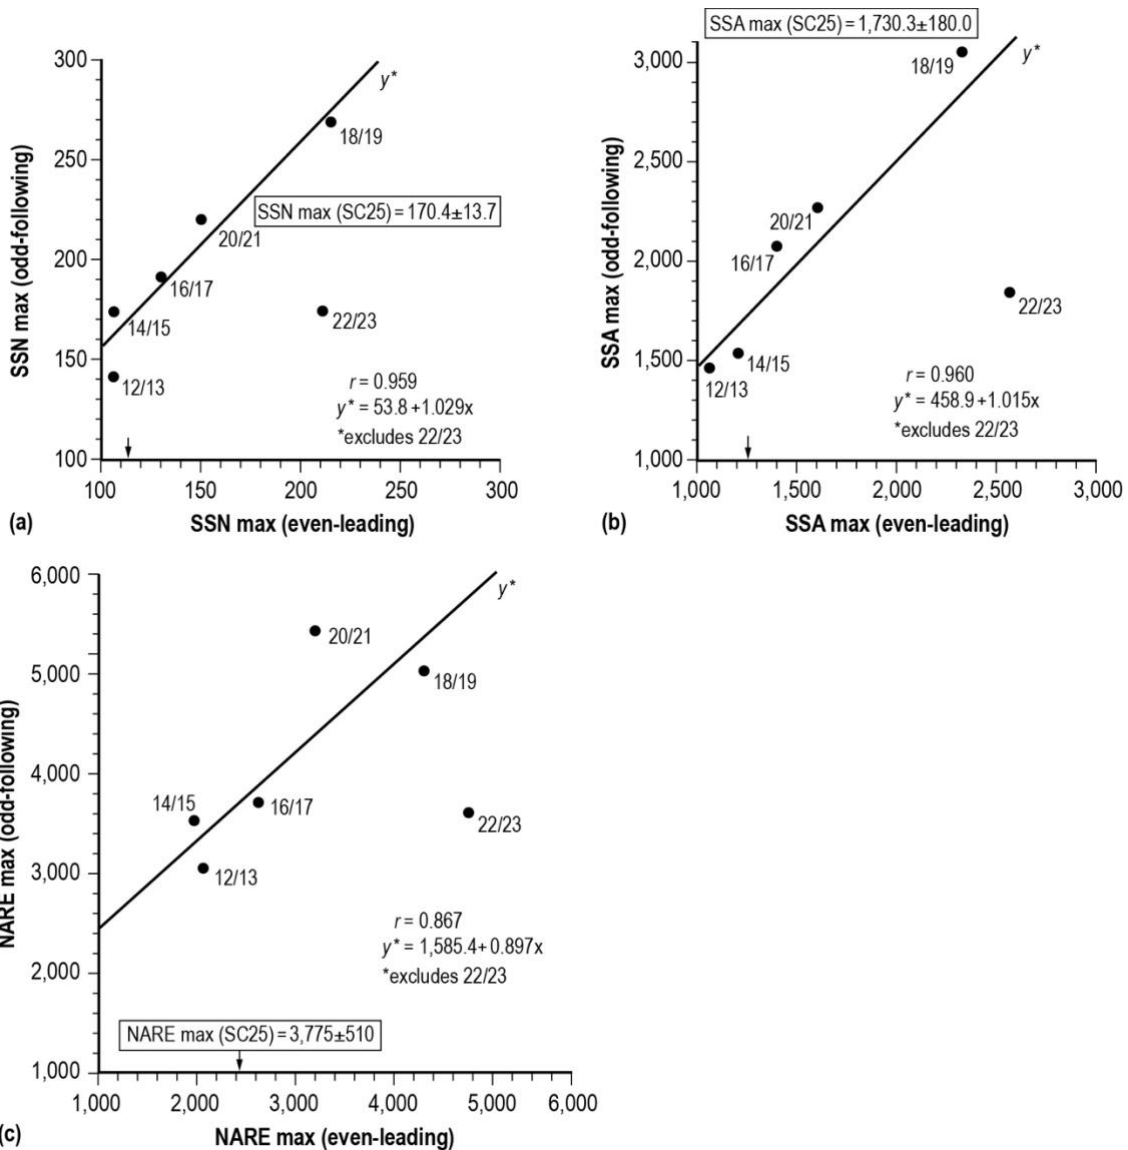 300
250
200
150
100
SSN max (odd-following)
y*
18/19
SSN max (SC25) = 170.4±13.7
20/21
16/17
14/15
22/23
12/13
r = 0.959
y* = 53.8 +1.029x
*excludes 22/23
100 150 200 250 300
(a) SSN max (even-leading)
SSA max (SC25) = 1,730.3±180.0
3,000
2,500
2,000
1,500
1,000
SSA max (odd-following)
y*
18/19
20/21
16/17
22/23
14/15
12/13
r = 0.960
y* = 458.9 +1.015x
*excludes 22/23
1,000 1,500 2,000 2,500 3,000
(b) SSA max (even-leading)
6,000
5,000
4,000
3,000
2,000
1,000
NARE max (odd-following)
y*
20/21
18/19
14/15
16/17
22/23
12/13
r = 0.867
y* = 1,585.4+ 0.897x
*excludes 22/23
NARE max (SC25) = 3,775±510
1,000 2,000 3,000 4,000 5,000 6,000
(c) NARE max (even-leading)